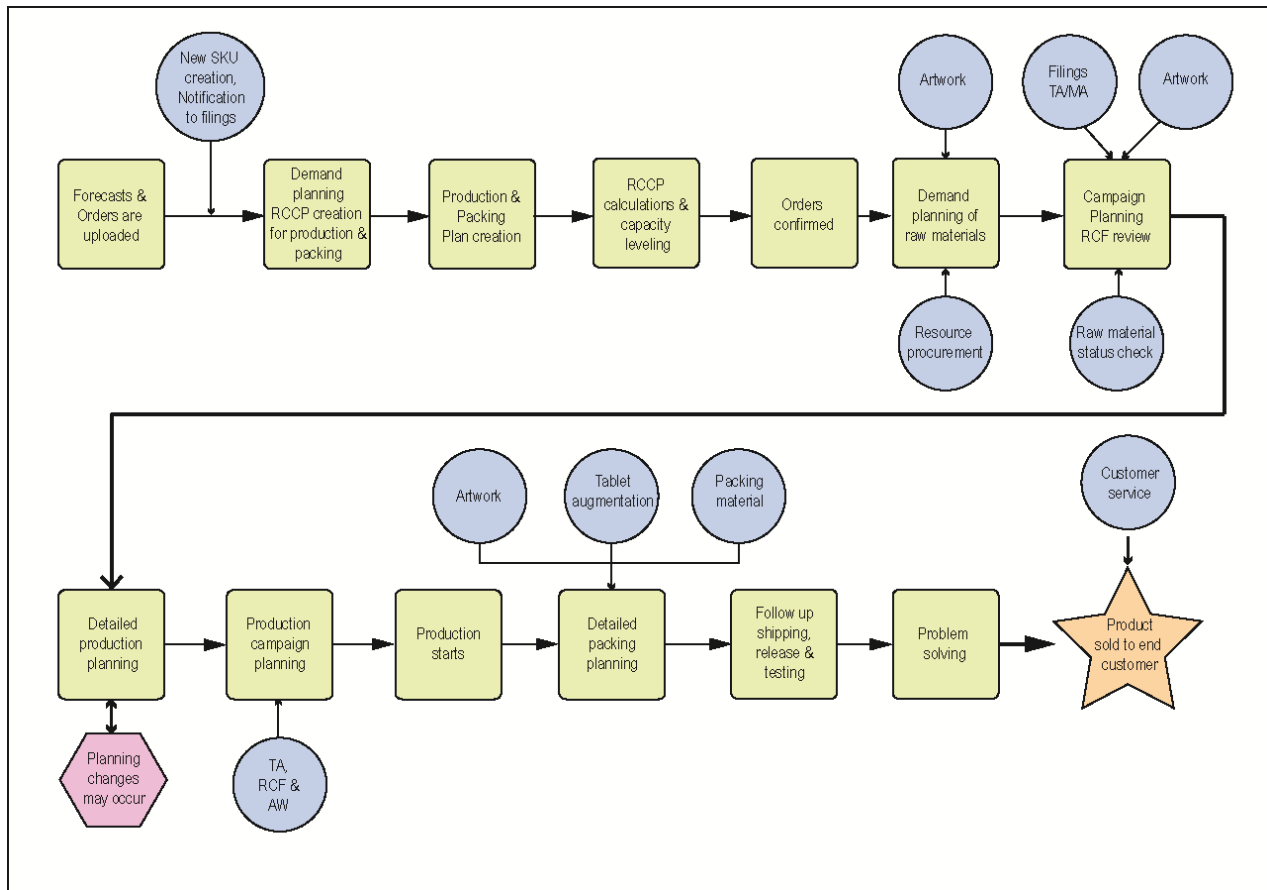 New SKU
creation,
Notification
to filings
Artwork
Filings
TA/MA
Artwork
Forecasts &
Orders are
uploaded
Demand
planning
RCCP creation
for production &
packing
Production &
Packing
Plan creation
RCCP
calculations &
capacity
leveling
Orders
confirmed
Demand
planning of
raw materials
Campaign
Planning
RCF review
Resource
procurement
Raw material
status check
Artwork
Tablet
augmentation
Packing
material
Customer
service
Detailed
production
planning
Production
campaign
planning
Production
starts
Detailed
packing planning
Follow up
shipping,
release &
testing
Problem
solving
Product
sold to end
customer
Planning
changes
may occur
TA,
RCF &
AW